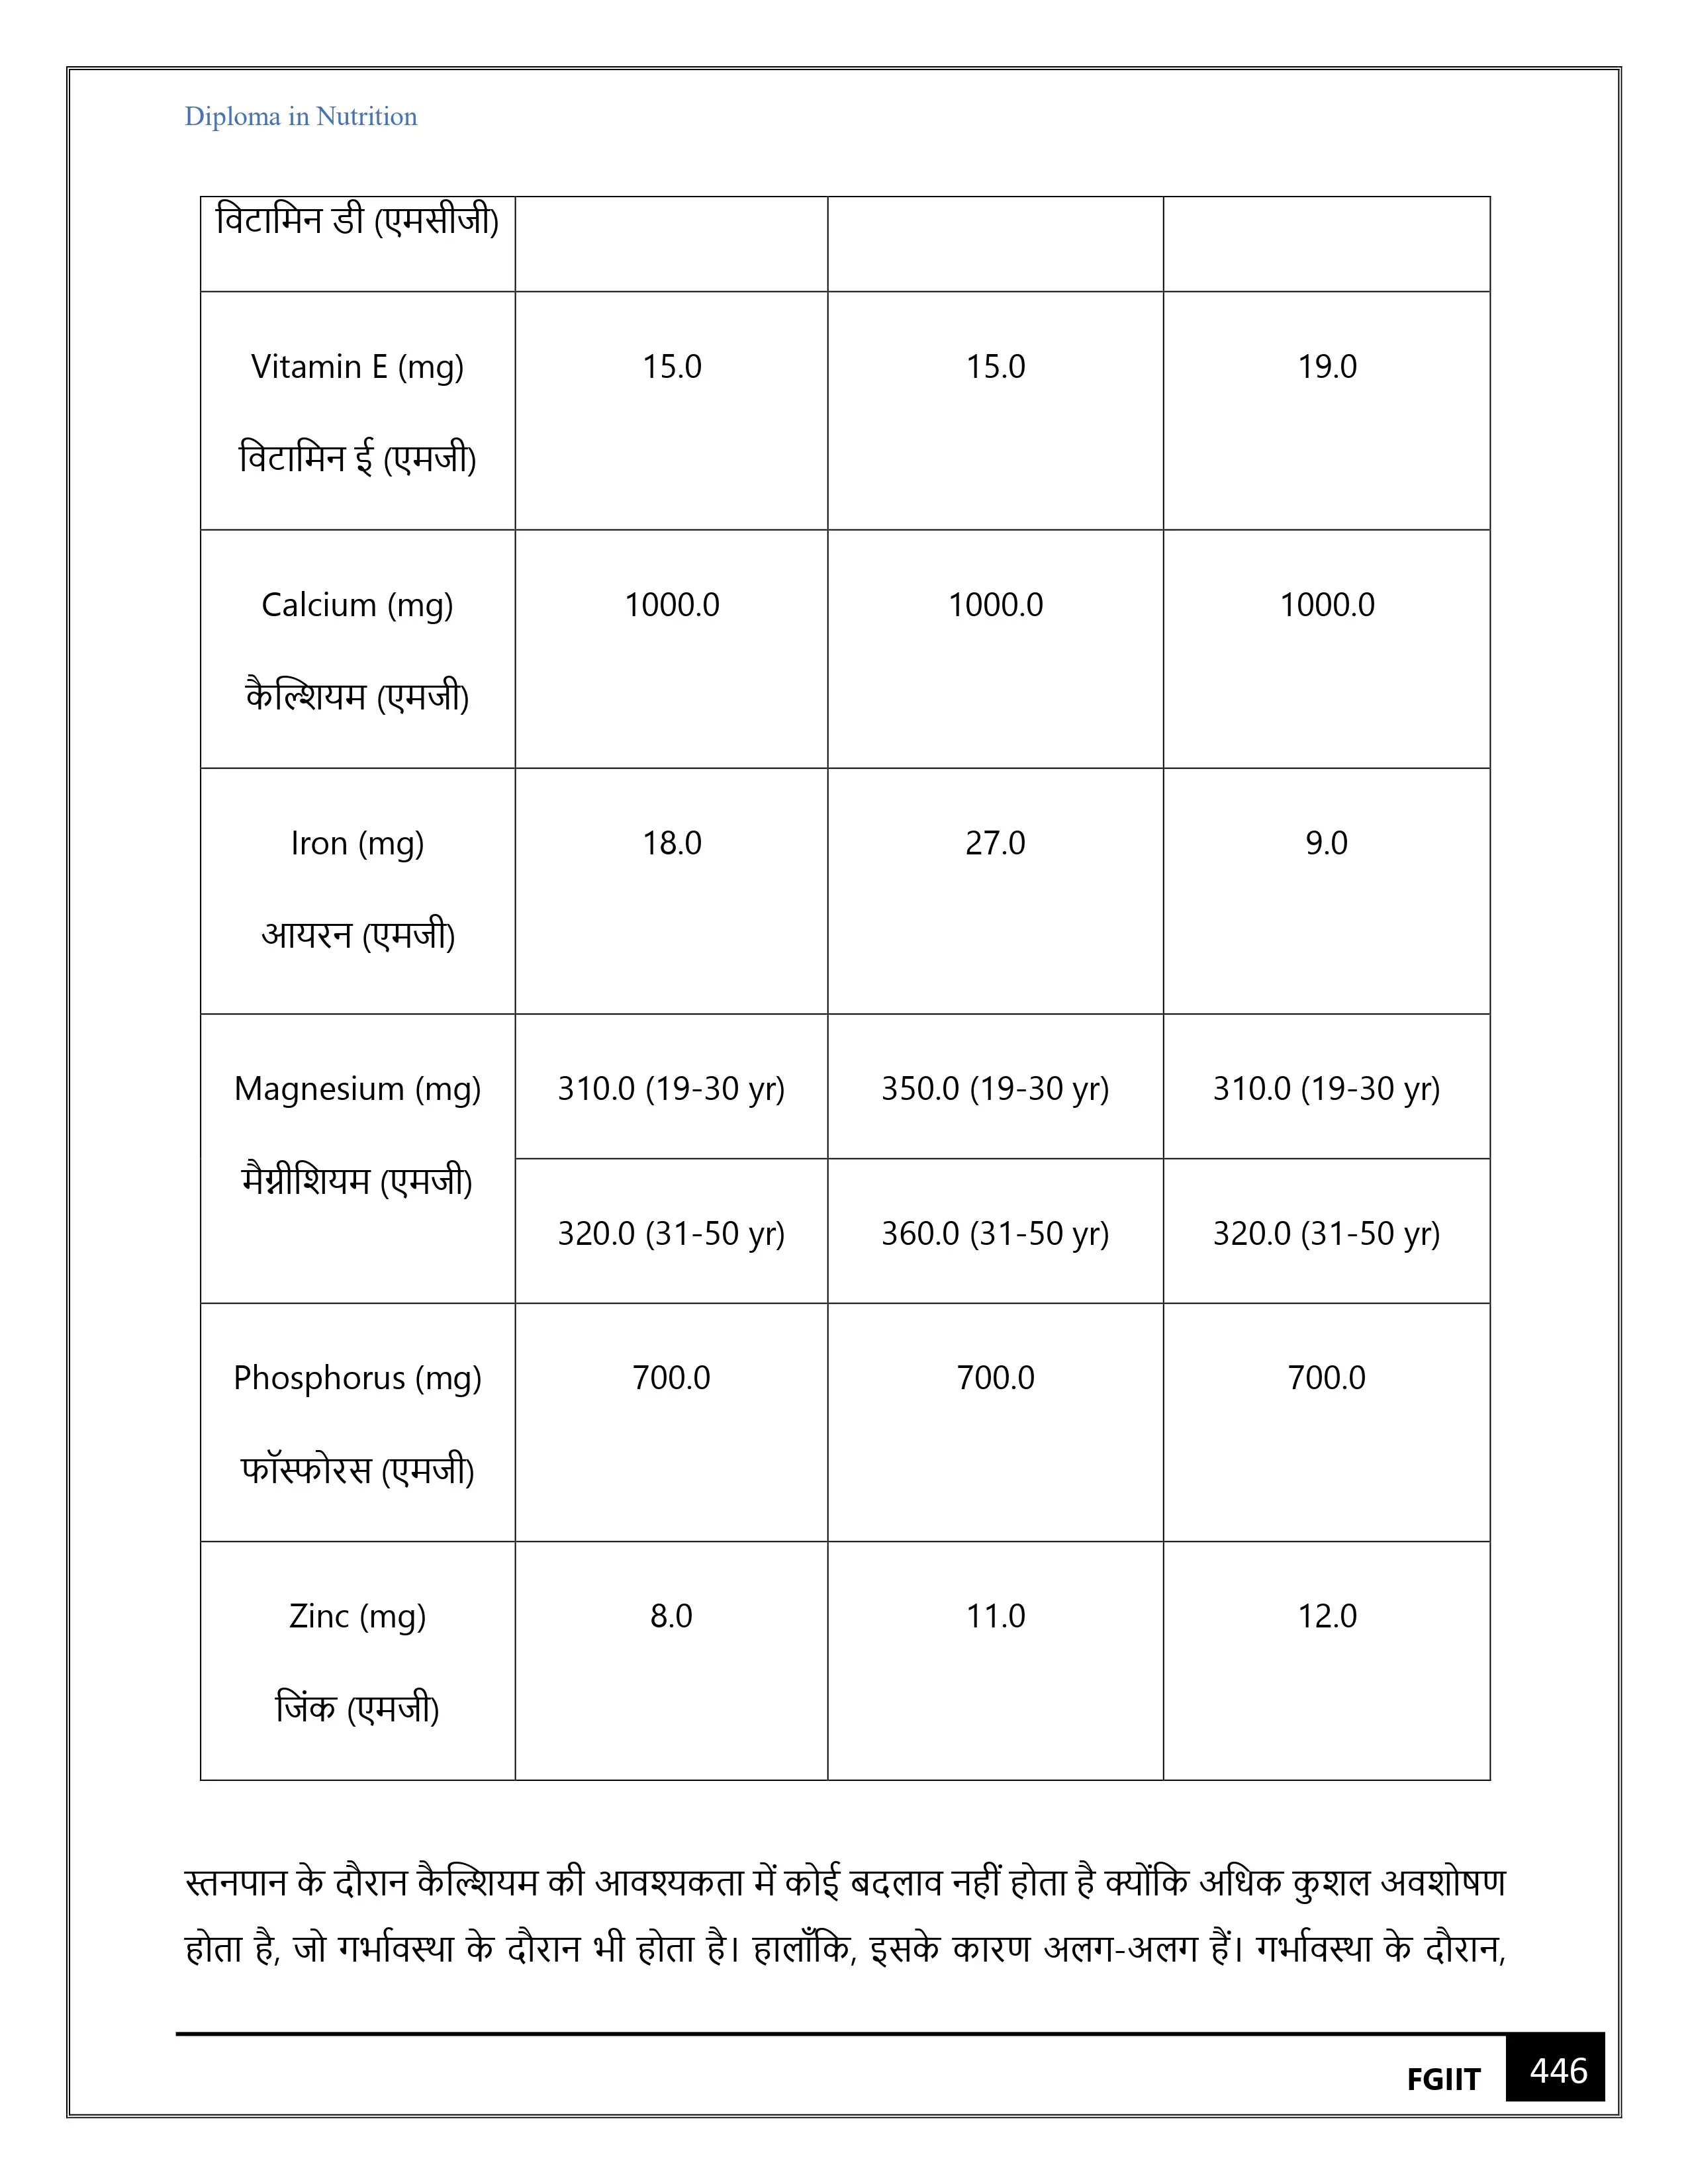 Diploma in Nutrition
विटामिन डी (एमसीजी)
Vitamin E (mg) 15.0 15.0 19.0
विटामिन ई (एमजी)
Calcium (mg) 1000.0 1000.0 1000.0
कैल्शियम (एमजी)
Iron (mg) 18.0 27.0 9.0
आयरन (एमजी)
Magnesium (mg) 310.0 (19-30 yr) 350.0 (19-30 yr) 310.0 (19-30 yr)
मैग्नीशियम (एमजी)
320.0 (31-50 yr) 360.0 (31-50 yr) 320.0 (31-50 yr)
Phosphorus (mg) 700.0 700.0 700.0
फॉस्फोरस (एमजी)
Zinc (mg) 8.0 11.0 12.0
जिंक (एमजी)
स्तनपान के दौरान कैल्शियम की आवश्यकता में कोई बदलाव नहीं होता है क्योंकि अधिक कुशल अवशोषण
होता है, जो गर्भावस्था के दौरान भी होता है। हालाँकि, इसके कारण अलग-अलग हैं। गर्भावस्था के दौरान,
FGIIT 446